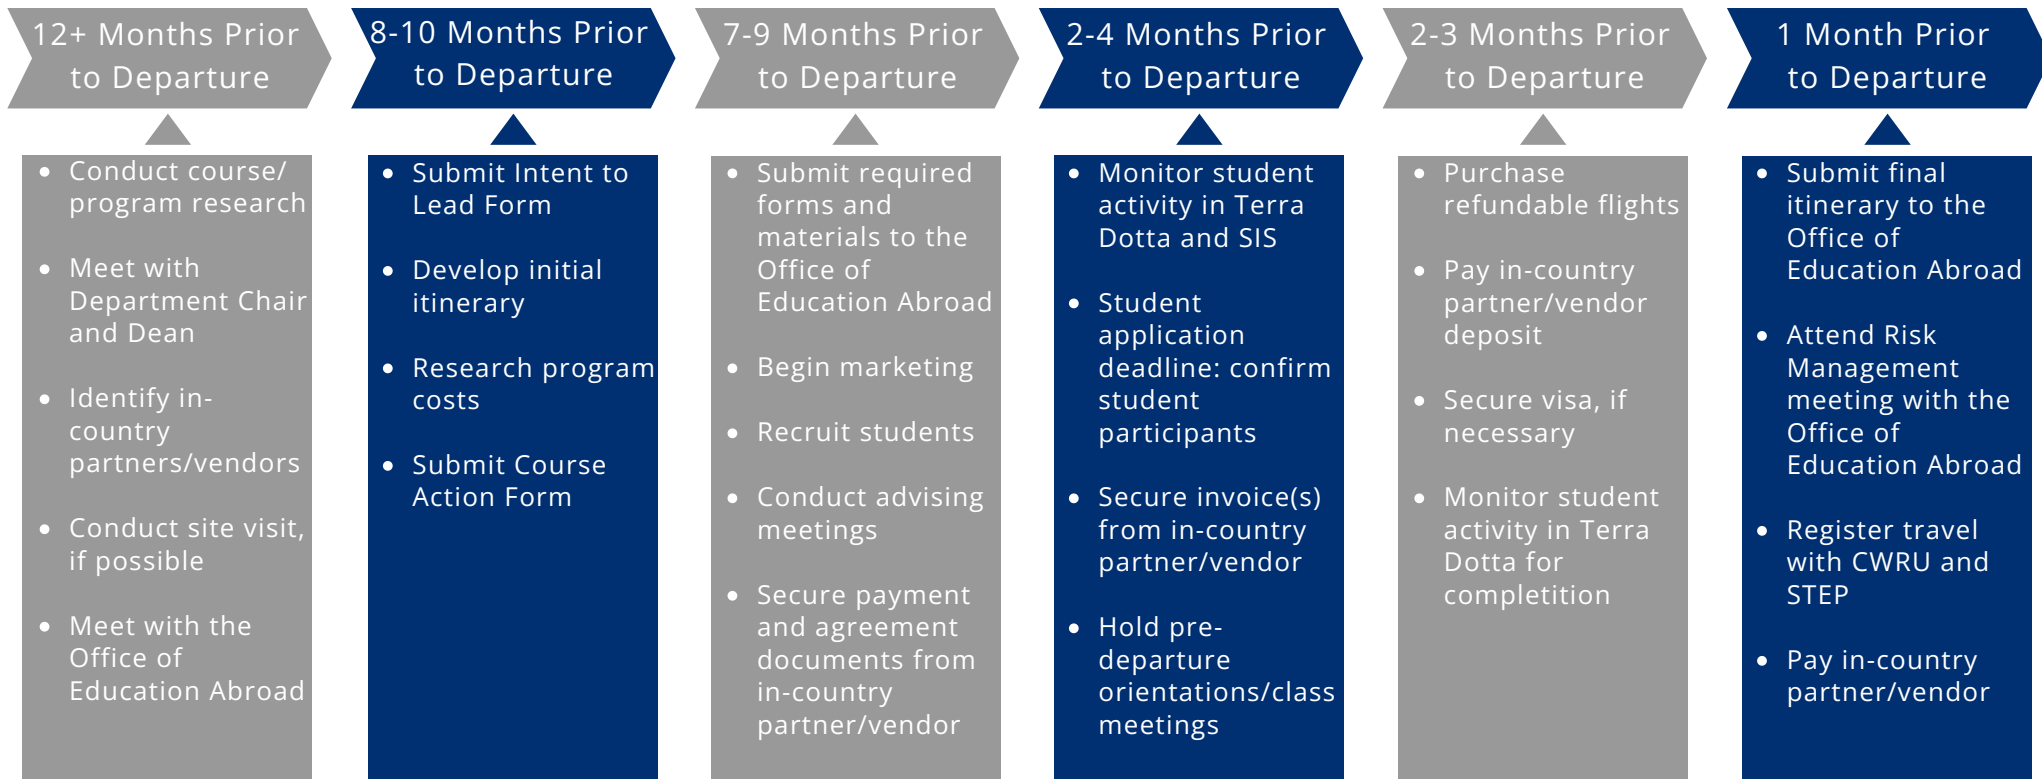 12+ Months Prior
to Departure
• Conduct course/
program research
• Meet with
Department Chair
and Dean
• Identify in-
country
partners/vendors
• Conduct site visit,
if possible
• Meet with the
Office of
Education Abroad
8-10 Months Prior
to Departure
• Submit Intent to
Lead Form
• Develop initial
itinerary
• Research program
costs
• Submit Course
Action Form
7-9 Months Prior
to Departure
• Submit required
forms and
materials to the
Office of
Education Abroad
• Begin marketing
• Recruit students
• Conduct advising
meetings
• Secure payment
and agreement
documents from
in-country
partner/vendor
2-4 Months Prior
to Departure
• Monitor student
activity in Terra
Dotta and SIS
• Student
application
deadline: confirm
student
participants
• Secure invoice(s)
from in-country
partner/vendor
• Hold pre-
departure
orientations/class
meetings
2-3 Months Prior
to Departure
• Purchase
refundable flights
• Pay in-country
partner/vendor
deposit
• Secure visa, if
necessary
• Monitor student
activity in Terra
Dotta for
completition
1 Month Prior
to Departure
• Submit final
itinerary to the
Office of
Education Abroad
• Attend Risk
Management
meeting with the
Office of
Education Abroad
• Register travel
with CWRU and
STEP
• Pay in-country
partner/vendor